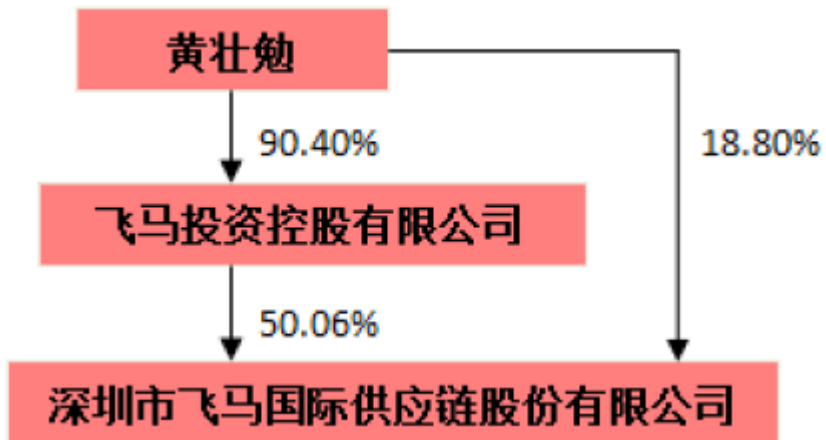 黄壮勉
90.40%
18.80%
飞马投资控股有限公司
50.06%
深圳市飞马国际供应链股份有限公司